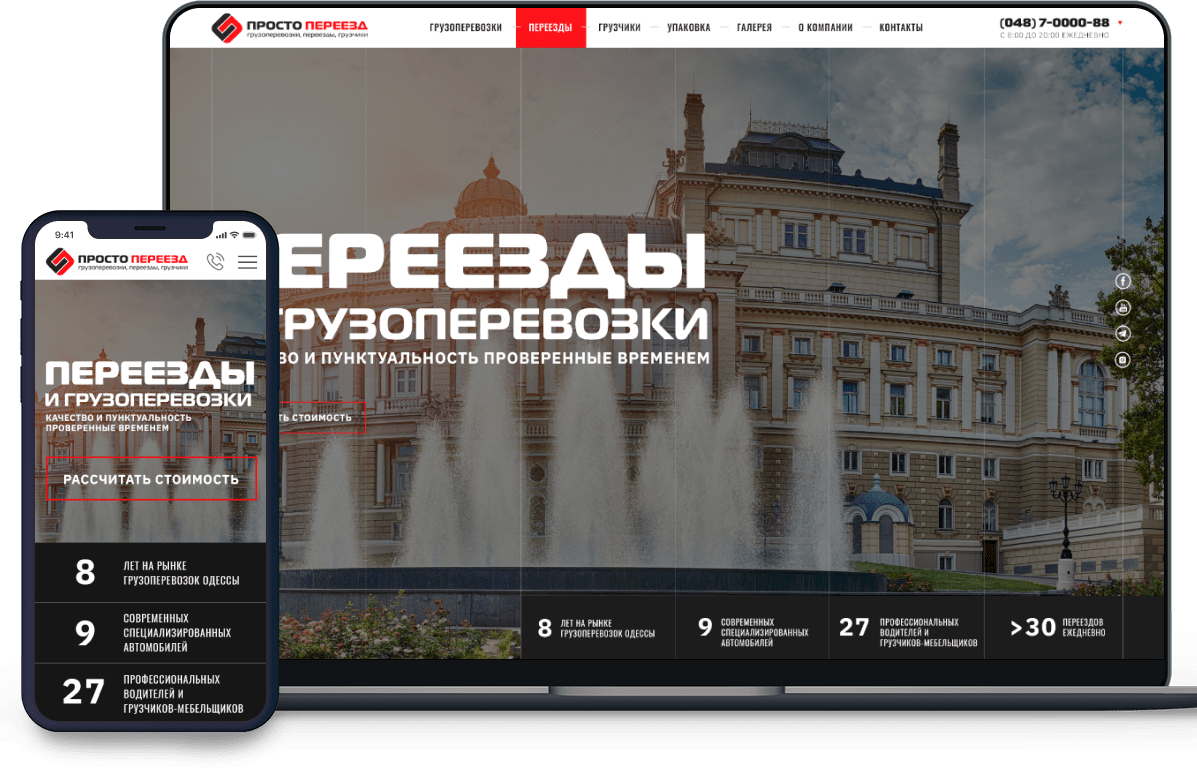 ПРОСТО ПЕРЕЕЗД
грузоперевозки, переезды, грузчики
ГРУЗОПЕРЕВОЗКИ
ПЕРЕЕЗДЫ
ГРУЗЧИКИ
УПАКОВКА
ГАЛЕРЕЯ
О КОМПАНИИ
КОНТАКТЫ
(048) 7-0000-88
С 8:00 ДО 20:00 ЕЖЕДНЕВНО
ЕРЕЕЗДЫ
ГРУЗОПЕРЕВОЗКИ
ВО И ПУНКТУАЛЬНОСТЬ ПРОВЕРЕННЫЕ ВРЕМЕНЕМ
ТЬ СТОИМОСТЬ
8 ЛЕТ НА РЫНКЕ
ГРУЗОПЕРЕВОЗОК ОДЕССЫ
9 СОВРЕМЕННЫХ
СПЕЦИАЛИЗИРОВАННЫХ
АВТОМОБИЛЕЙ
27 ПРОФЕССИОНАЛЬНЫХ
ВОДИТЕЛЕЙ И
ГРУЗЧИКОВ-МЕБЕЛЬЩИКОВ
>30 ПЕРЕЕЗДОВ
ЕЖЕДНЕВНО
9:41
ПРОСТО ПЕРЕЕЗД
грузоперевозки, переезды, грузчики
ПЕРЕЕЗДЫ
И ГРУЗОПЕРЕВОЗКИ
КАЧЕСТВО И ПУНКТУАЛЬНОСТЬ
ПРОВЕРЕННЫЕ ВРЕМЕНЕМ
РАССЧИТАТЬ СТОИМОСТЬ
8 ЛЕТ НА РЫНКЕ
ГРУЗОПЕРЕВОЗОК ОДЕССЫ
9 СОВРЕМЕННЫХ
СПЕЦИАЛИЗИРОВАННЫХ
АВТОМОБИЛЕЙ
27 ПРОФЕССИОНАЛЬНЫХ
ВОДИТЕЛЕЙ И
ГРУЗЧИКОВ-МЕБЕЛЬЩИКОВ